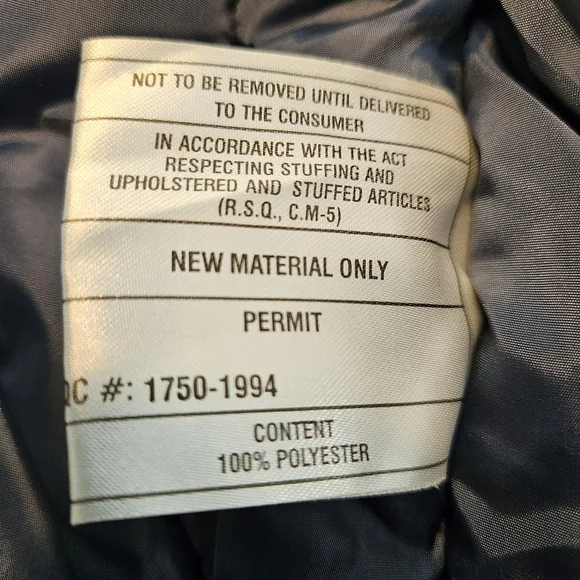 NOT TO BE REMOVED UNTIL DELIVERED
TO THE CONSUMER
IN ACCORDANCE WITH THE ACT
RESPECTING STUFFING AND
UPHOLSTERED AND STUFFED ARTICLES
(R.S.Q., C.M-5)
NEW MATERIAL ONLY
PERMIT
QC #: 1750-1994
CONTENT
100% POLYESTER